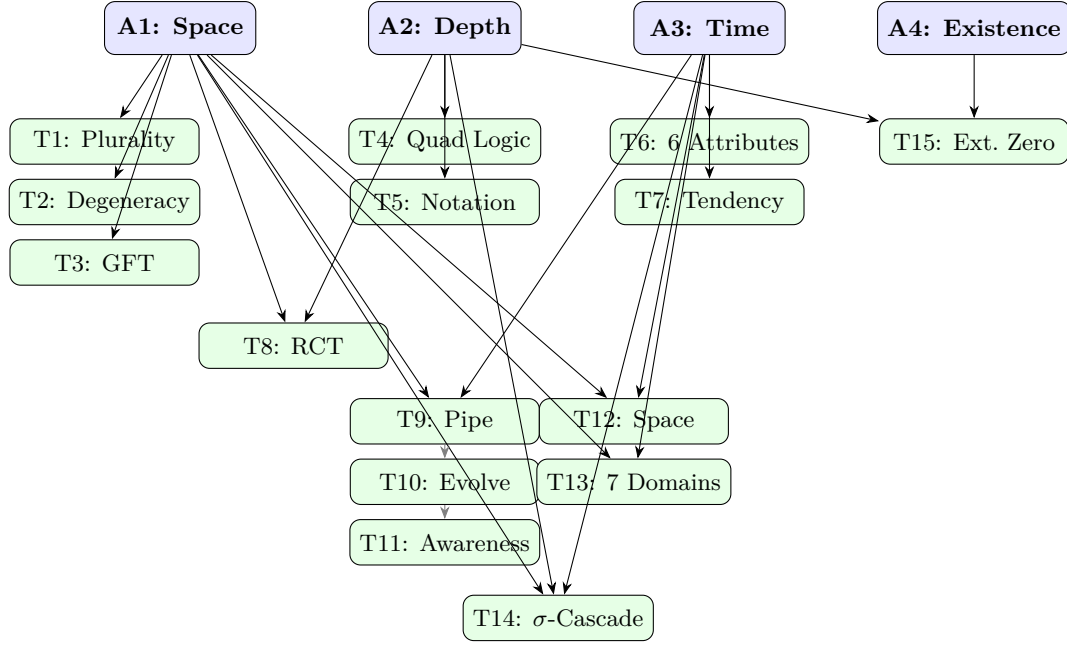 A1: Space
A2: Depth
A3: Time
A4: Existence
T1: Plurality
T4: Quad Logic
T6: 6 Attributes
T15: Ext. Zero
T2: Degeneracy
T5: Notation
T7: Tendency
T3: GFT
T8: RCT
T9: Pipe
T12: Space
T10: Evolve
T13: 7 Domains
T11: Awareness
T14: σ-Cascade